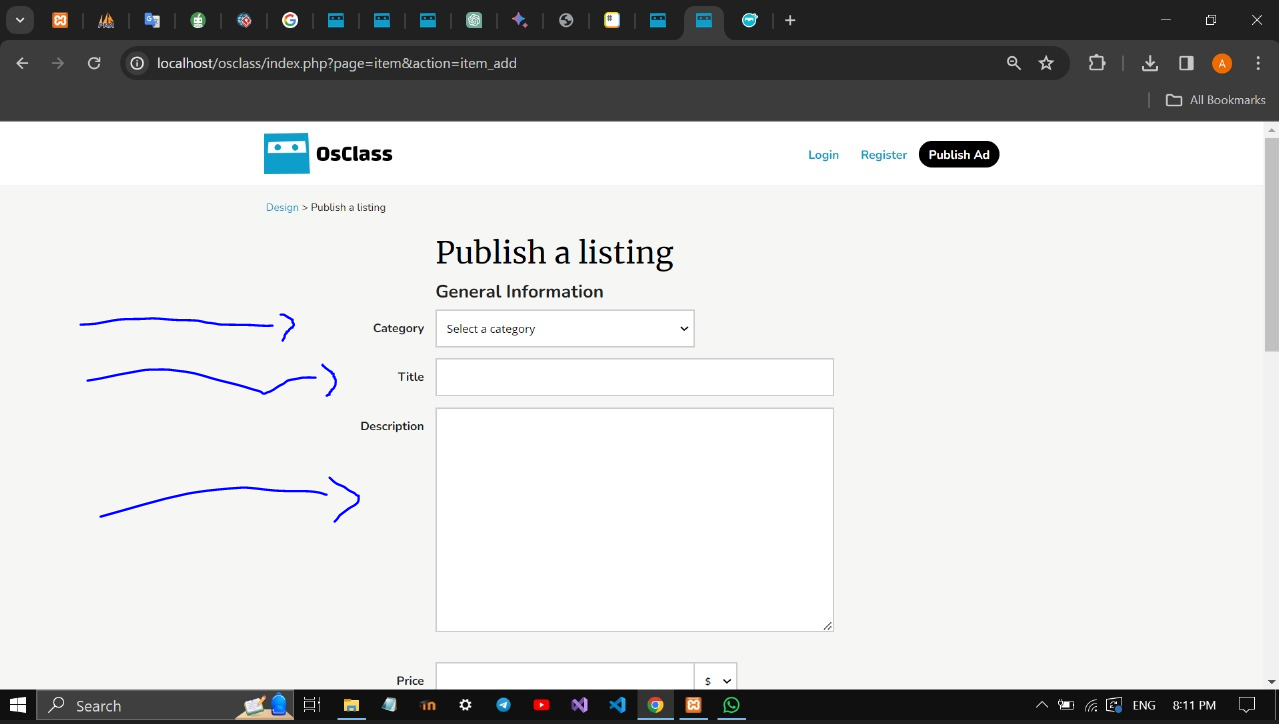 localhost/osclass/index.php?page=item&action=item_add
A
All Bookmarks
OsClass
Login Register Publish Ad
Design > Publish a listing
Publish a listing
General Information
Category Select a category
Title
Description
Price $
Search
ENG 8:11 PM